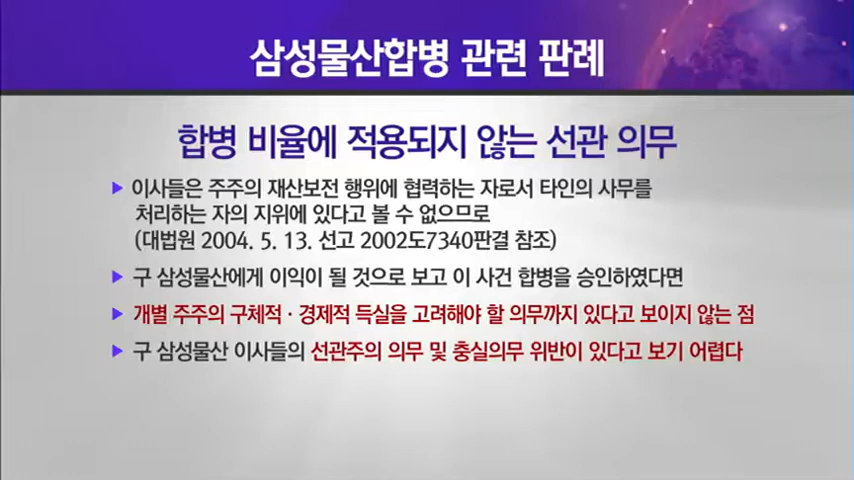 삼성물산합병 관련 판례
합병 비율에 적용되지 않는 선관 의무
▶ 이사들은 주주의 재산보전 행위에 협력하는 자로서 타인의 사무를
처리하는 자의 지위에 있다고 볼 수 없으므로
(대법원 2004. 5. 13. 선고 2002도7340판결 참조)
▶ 구 삼성물산에게 이익이 될 것으로 보고 이 사건 합병을 승인하였다면
▶ 개별 주주의 구체적 · 경제적 득실을 고려해야 할 의무까지 있다고 보이지 않는 점
▶ 구 삼성물산 이사들의 선관주의 의무 및 충실의무 위반이 있다고 보기 어렵다